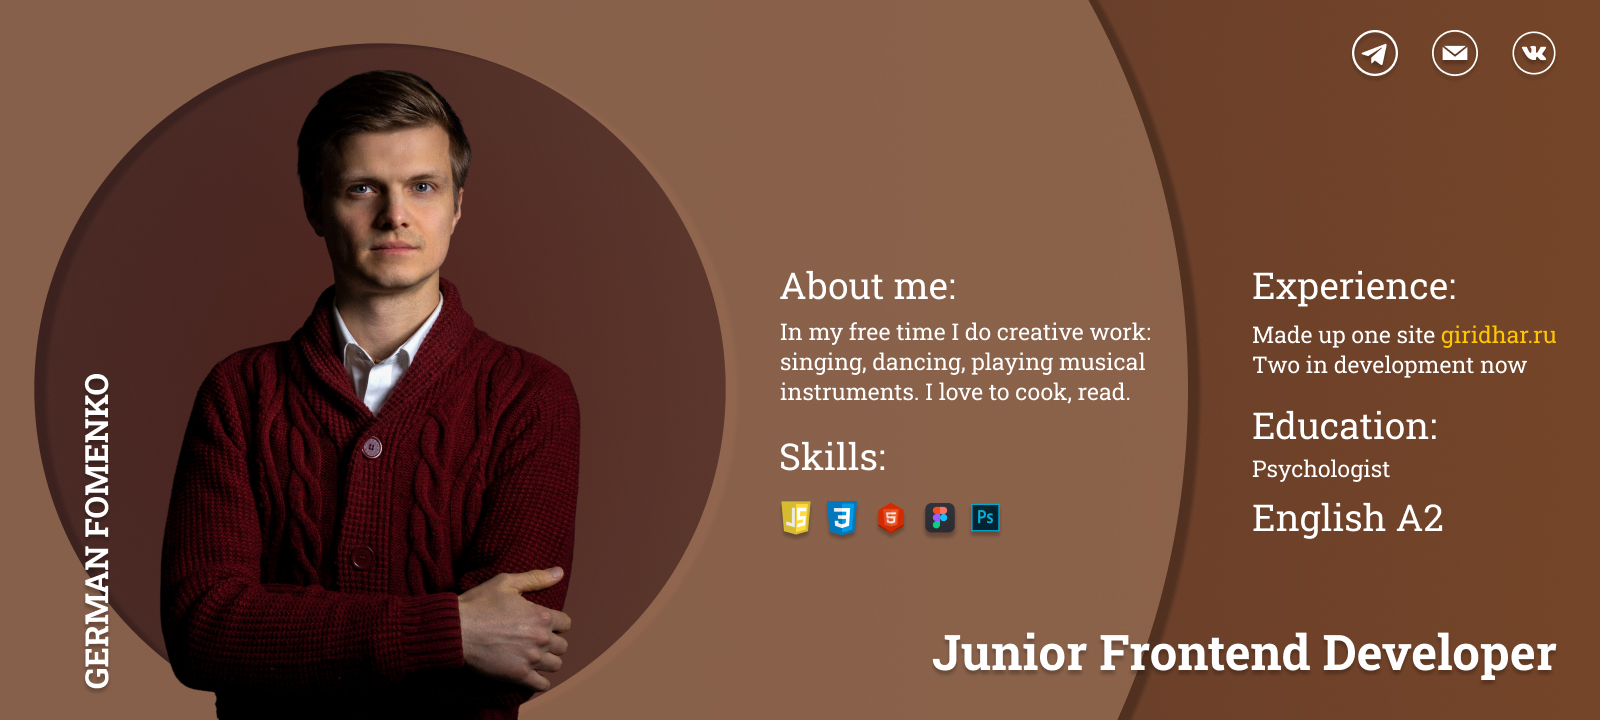 GERMAN FOMENKO
About me:
In my free time I do creative work:
singing, dancing, playing musical
instruments. I love to cook, read.
Skills:
JS
3
5
Ps
Experience:
Made up one site giridhar.ru
Two in development now
Education:
Psychologist
English A2
Junior Frontend Developer